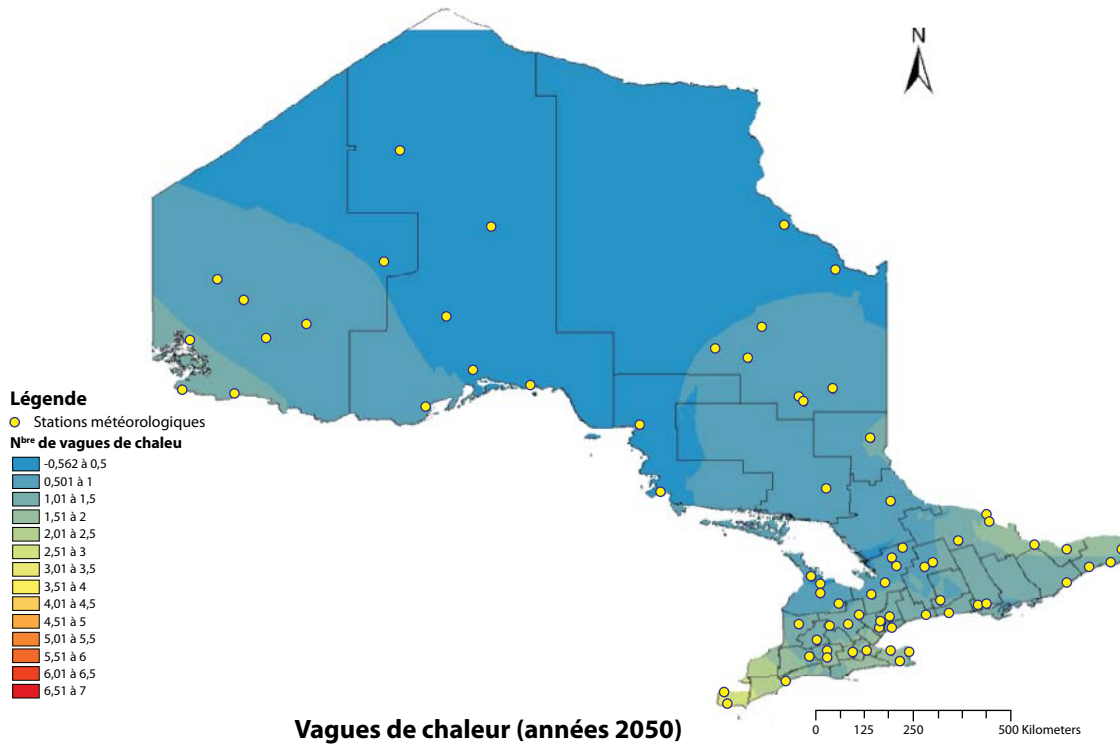 N
Légende
Stations météorologiques
Nbre de vagues de chaleu
-0,562 à 0,5
0,501 à 1
1,01 à 1,5
1,51 à 2
2,01 à 2,5
2,51 à 3
3,01 à 3,5
3,51 à 4
4,01 à 4,5
4,51 à 5
5,01 à 5,5
5,51 à 6
6,01 à 6,5
6,51 à 7
Vagues de chaleur (années 2050)
0 125 250 500 Kilometers